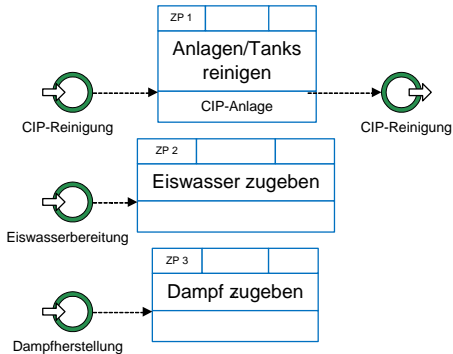 ZP 1
Anlagen/Tanks
reinigen
CIP-Anlage
CIP-Reinigung
CIP-Reinigung
ZP 2
Eiswasser zugeben
Eiswasserbereitung
ZP 3
Dampf zugeben
Dampfherstellung